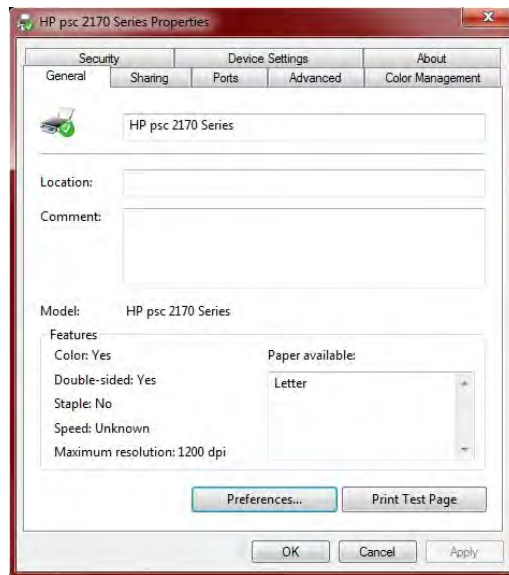 HP psc 2170 Series Properties
Security Device Settings About
General Sharing Ports Advanced Color Management
HP psc 2170 Series
Location:
Comment:
Model: HP psc 2170 Series
Features
Color: Yes Paper available:
Double-sided: Yes Letter
Staple: No
Speed: Unknown
Maximum resolution: 1200 dpi
Preferences... Print Test Page
OK Cancel Apply